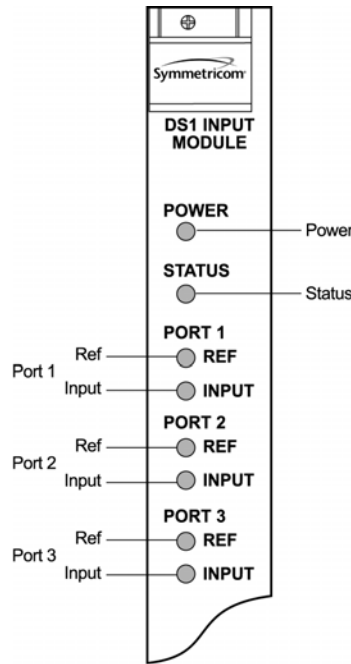 Symmetricom
DS1 INPUT
MODULE
POWER
Power
STATUS
Status
PORT 1
Port 1
Ref
REF
Input
INPUT
PORT 2
Port 2
Ref
REF
Input
INPUT
PORT 3
Port 3
Ref
REF
Input
INPUT